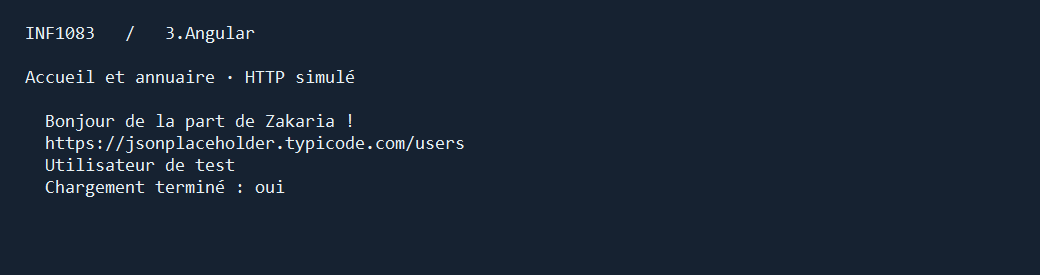 INF1083 / 3.Angular
Accueil et annuaire · HTTP simulé
Bonjour de la part de Zakaria !
https://jsonplaceholder.typicode.com/users
Utilisateur de test
Chargement terminé : oui